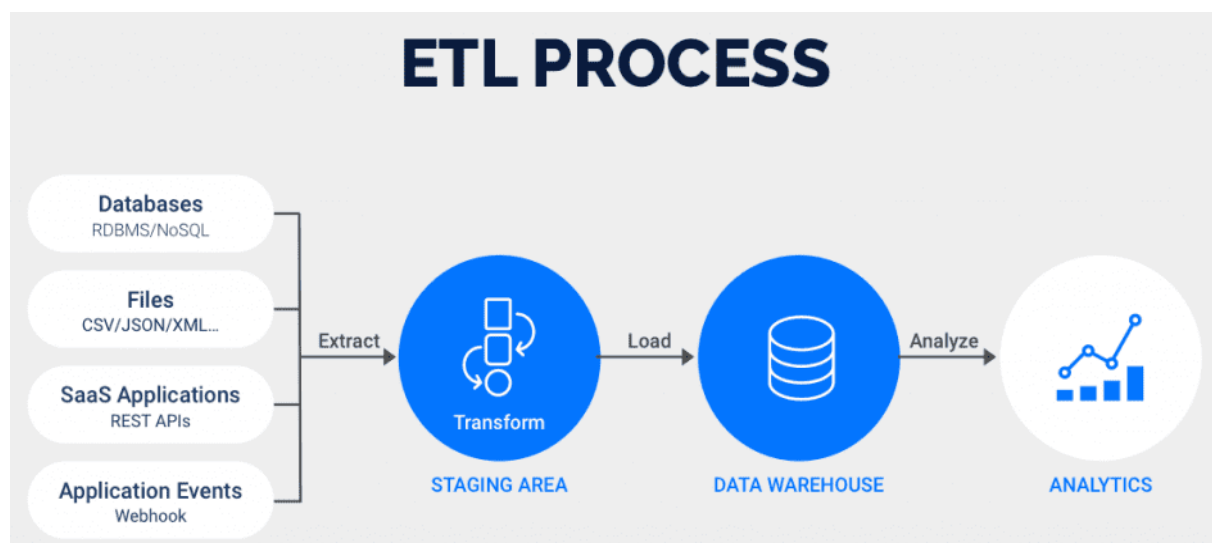 ETL PROCESS
Databases
RDBMS/NoSQL
Files
CSV/JSON/XML...
SaaS Applications
REST APIs
Application Events
Webhook
Extract
Transform
STAGING AREA
Load
DATA WAREHOUSE
Analyze
ANALYTICS